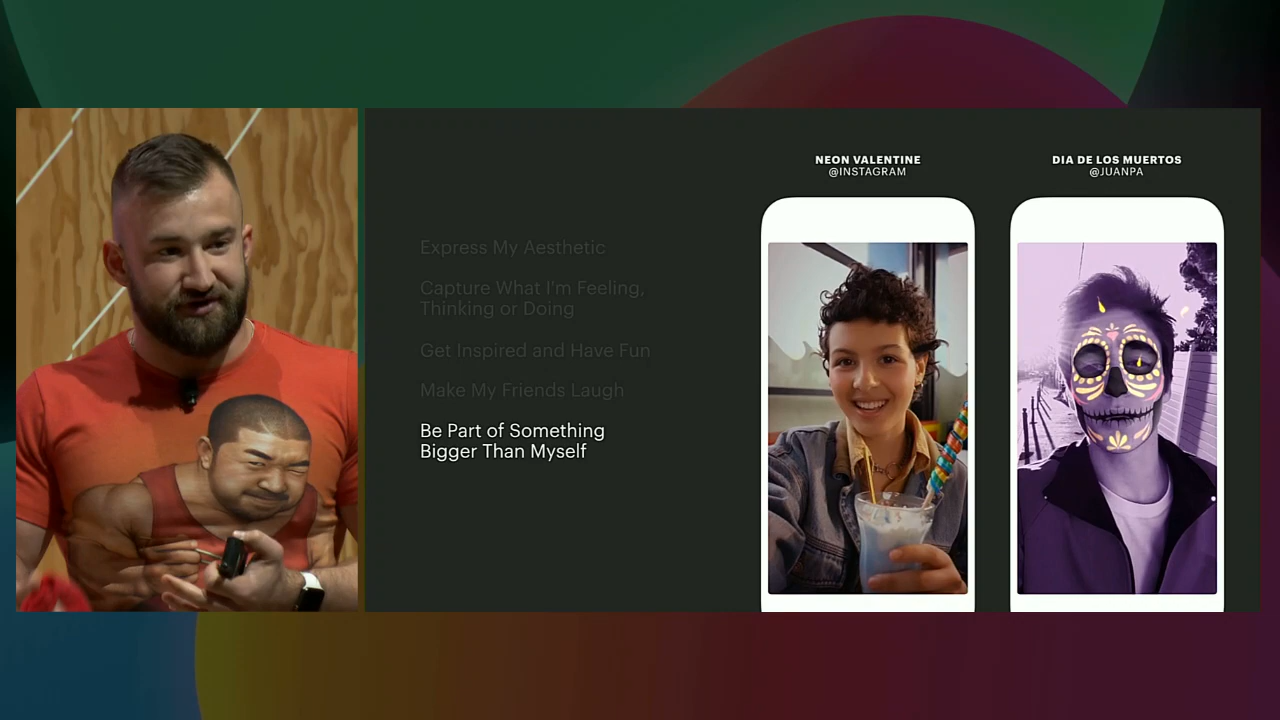 NEON VALENTINE
@INSTAGRAM
DIA DE LOS MUERTOS
@JUANPA
Express My Aesthetic
Capture What I'm Feeling,
Thinking or Doing
Get Inspired and Have Fun
Make My Friends Laugh
Be Part of Something
Bigger Than Myself